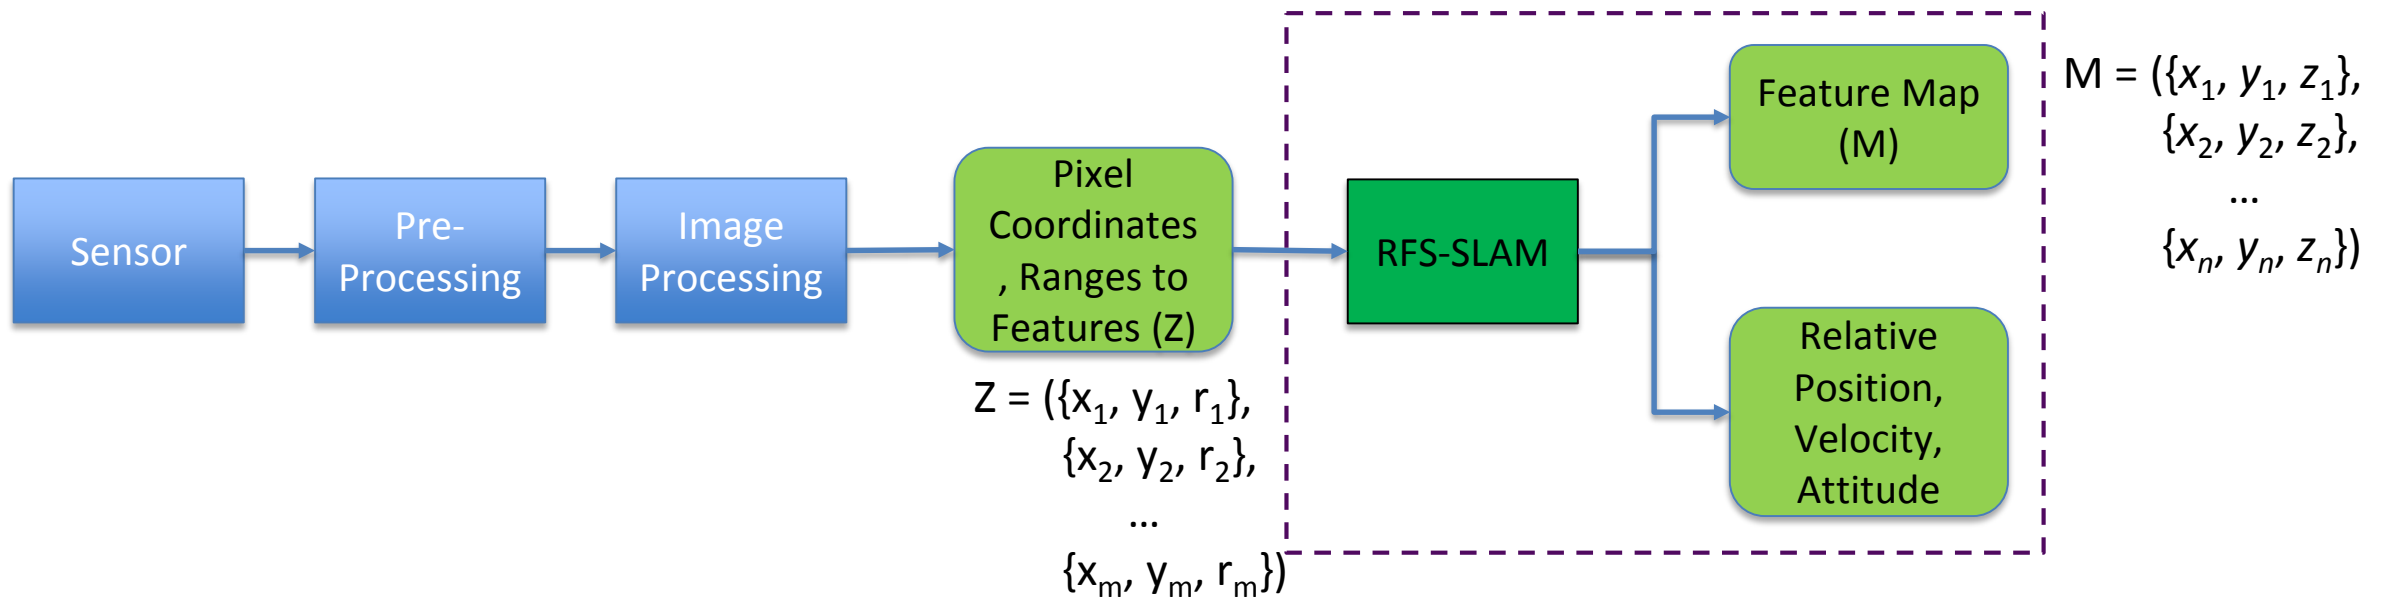 Sensor
Pre-
Processing
Image
Processing
Pixel
Coordinates
, Ranges to
Features (Z)
Z = ({x₁, y₁, r₁},
{x₂, y₂, r₂},
...
{xₘ, yₘ, rₘ})
RFS-SLAM
Feature Map
(M)
Relative
Position,
Velocity,
Attitude
M = ({x₁, y₁, z₁},
{x₂, y₂, z₂},
...
{xₙ, yₙ, zₙ})